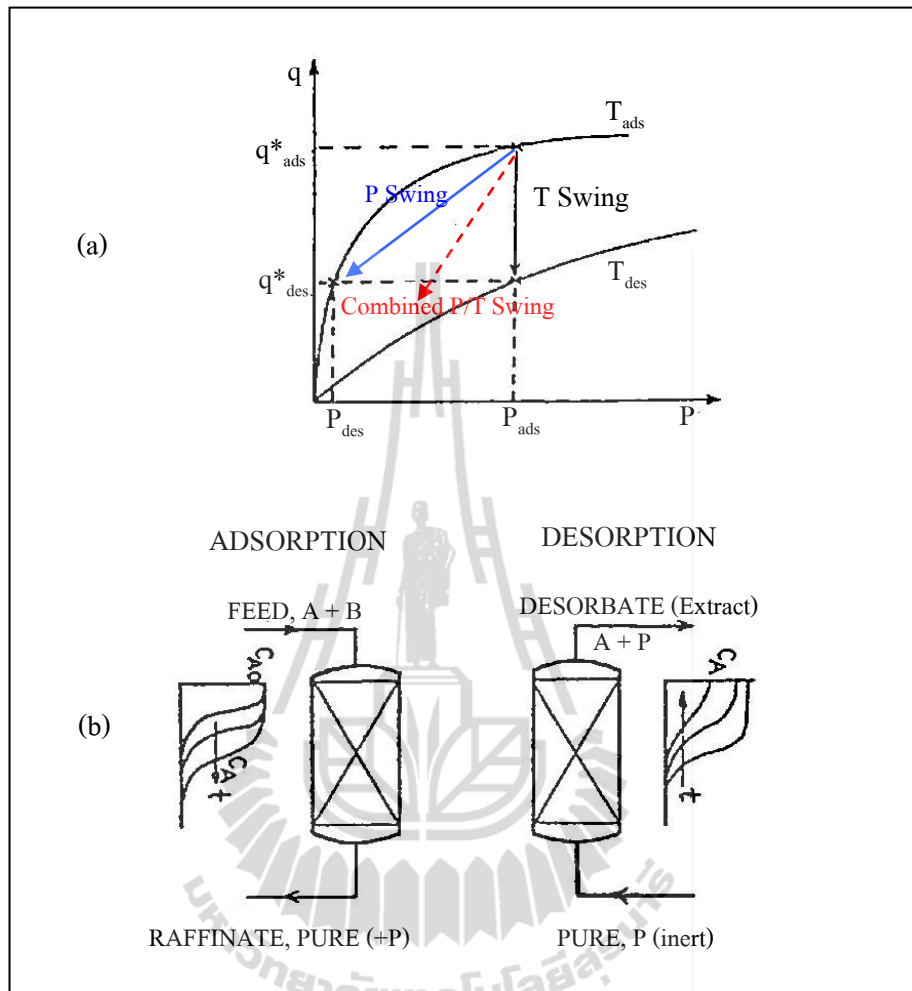 q
T_ads
q*_ads
P Swing
T Swing
(a)
q*_des
T_des
Combined P/T Swing
P_des
P_ads
P
ADSORPTION
DESORPTION
FEED, A + B
DESORBATE (Extract)
A + P
C_Ao
C_A
(b)
C_A
t
t
RAFFINATE, PURE (+P)
PURE, P (inert)